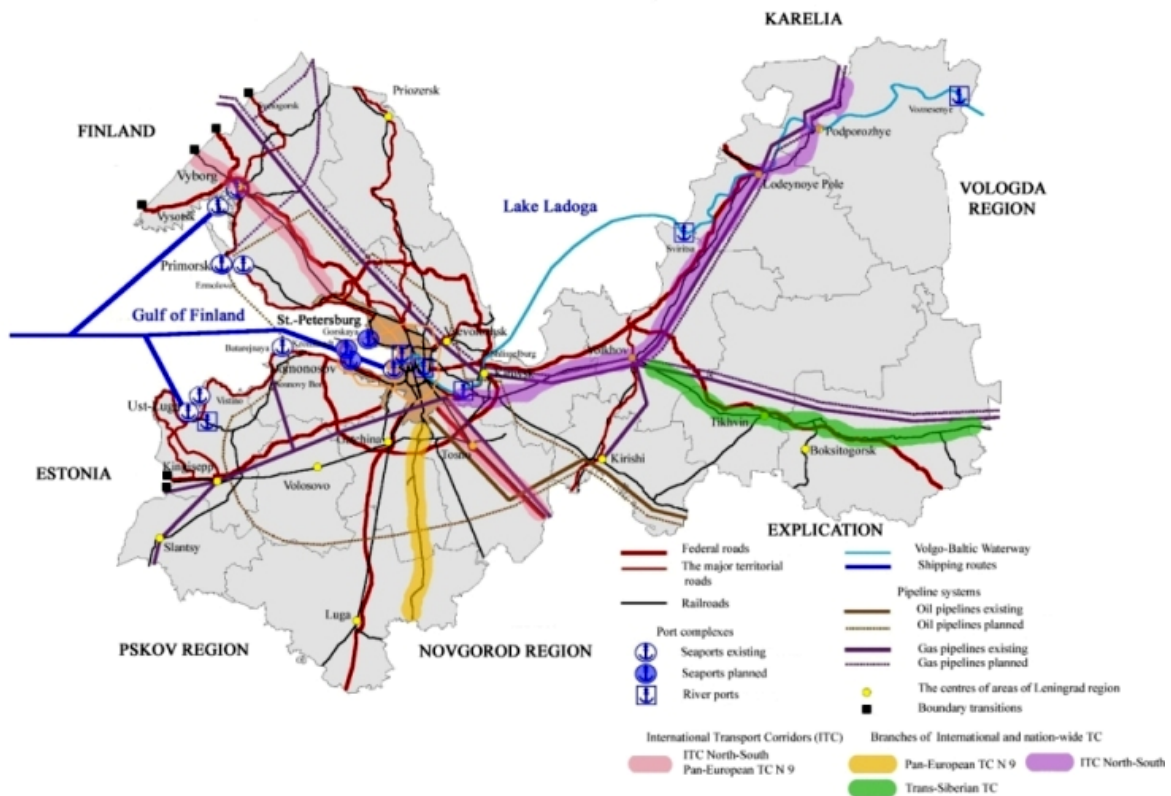 KARELIA
Priozersk
FINLAND
Voznesenye
Podporozhye
Vyborg
Lodeynoye Pole
Vysotsk
Lake Ladoga
VOLOGDA
REGION
Sviritsa
Primorsk
Ermolovo
Gulf of Finland
St.-Petersburg
Gorskaya
Batarejnaya
Volkhov
Vistino
Ust-Luga
Tikhvin
Gatchina
Boksitogorsk
ESTONIA
Kingisepp
Tosno
Kirishi
Volosovo
Slantsy
EXPLICATION
Luga
PSKOV REGION
NOVGOROD REGION
Federal roads
The major territorial
roads
Railroads
Port complexes
Seaports existing
Seaports planned
River ports
Volgo-Baltic Waterway
Shipping routes
Pipeline systems
Oil pipelines existing
Oil pipelines planned
Gas pipelines existing
Gas pipelines planned
The centres of areas of Leningrad region
Boundary transitions
International Transport Corridors (ITC)
ITC North-South
Pan-European TC N 9
Branches of International and nation-wide TC
Pan-European TC N 9
ITC North-South
Trans-Siberian TC